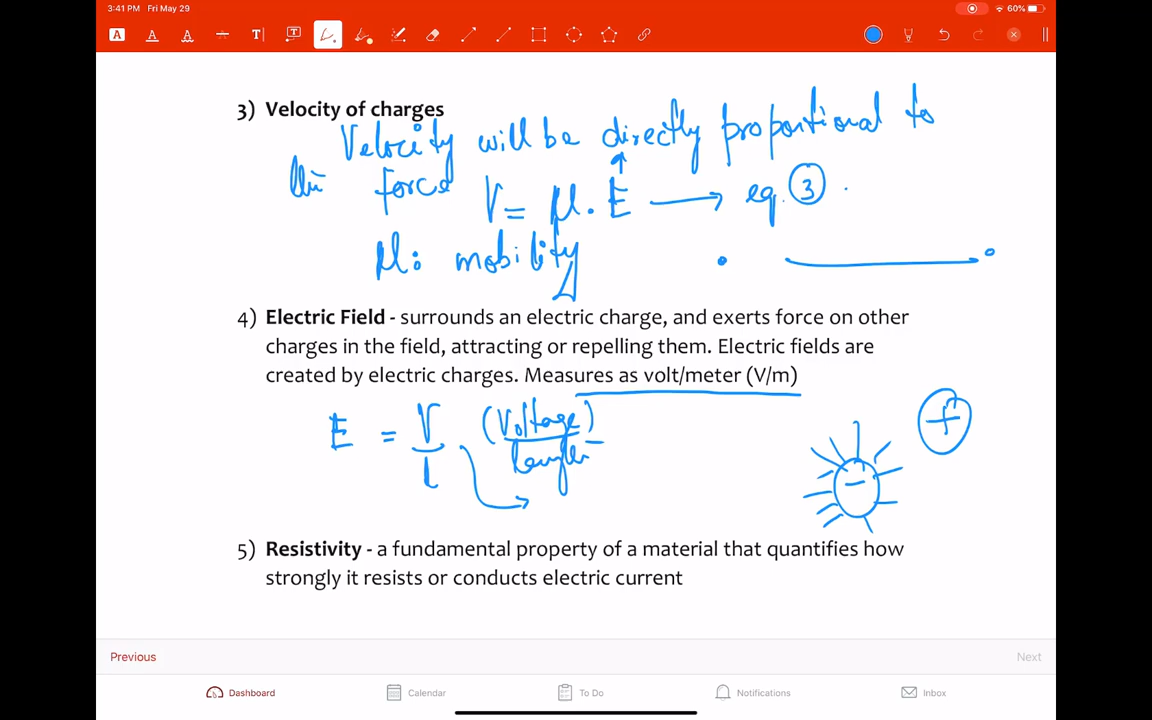 3:41 PM Fri May 29
60%
A A A T T T
3) Velocity of charges
Velocity will be directly proportional to
the force V = μ. E → eq. 3.
μ: mobility
4) Electric Field - surrounds an electric charge, and exerts force on other
charges in the field, attracting or repelling them. Electric fields are
created by electric charges. Measures as volt/meter (V/m)
E = V/L (Voltage/length)
+
-
5) Resistivity - a fundamental property of a material that quantifies how
strongly it resists or conducts electric current
Previous
Next
Dashboard
Calendar
To Do
Notifications
Inbox